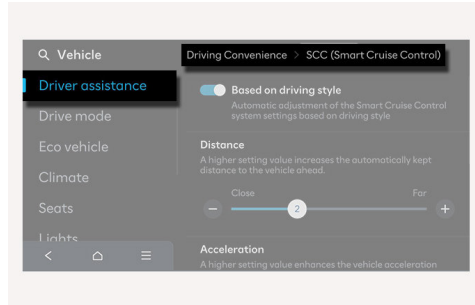 Vehicle
Driver assistance
Drive mode
Eco vehicle
Climate
Seats
Lights
Driving Convenience > SCC (Smart Cruise Control)
Based on driving style
Automatic adjustment of the Smart Cruise Control
system settings based on driving style
Distance
A higher setting value increases the automatically kept
distance to the vehicle ahead.
Close Far
2
Acceleration
A higher setting value enhances the vehicle acceleration